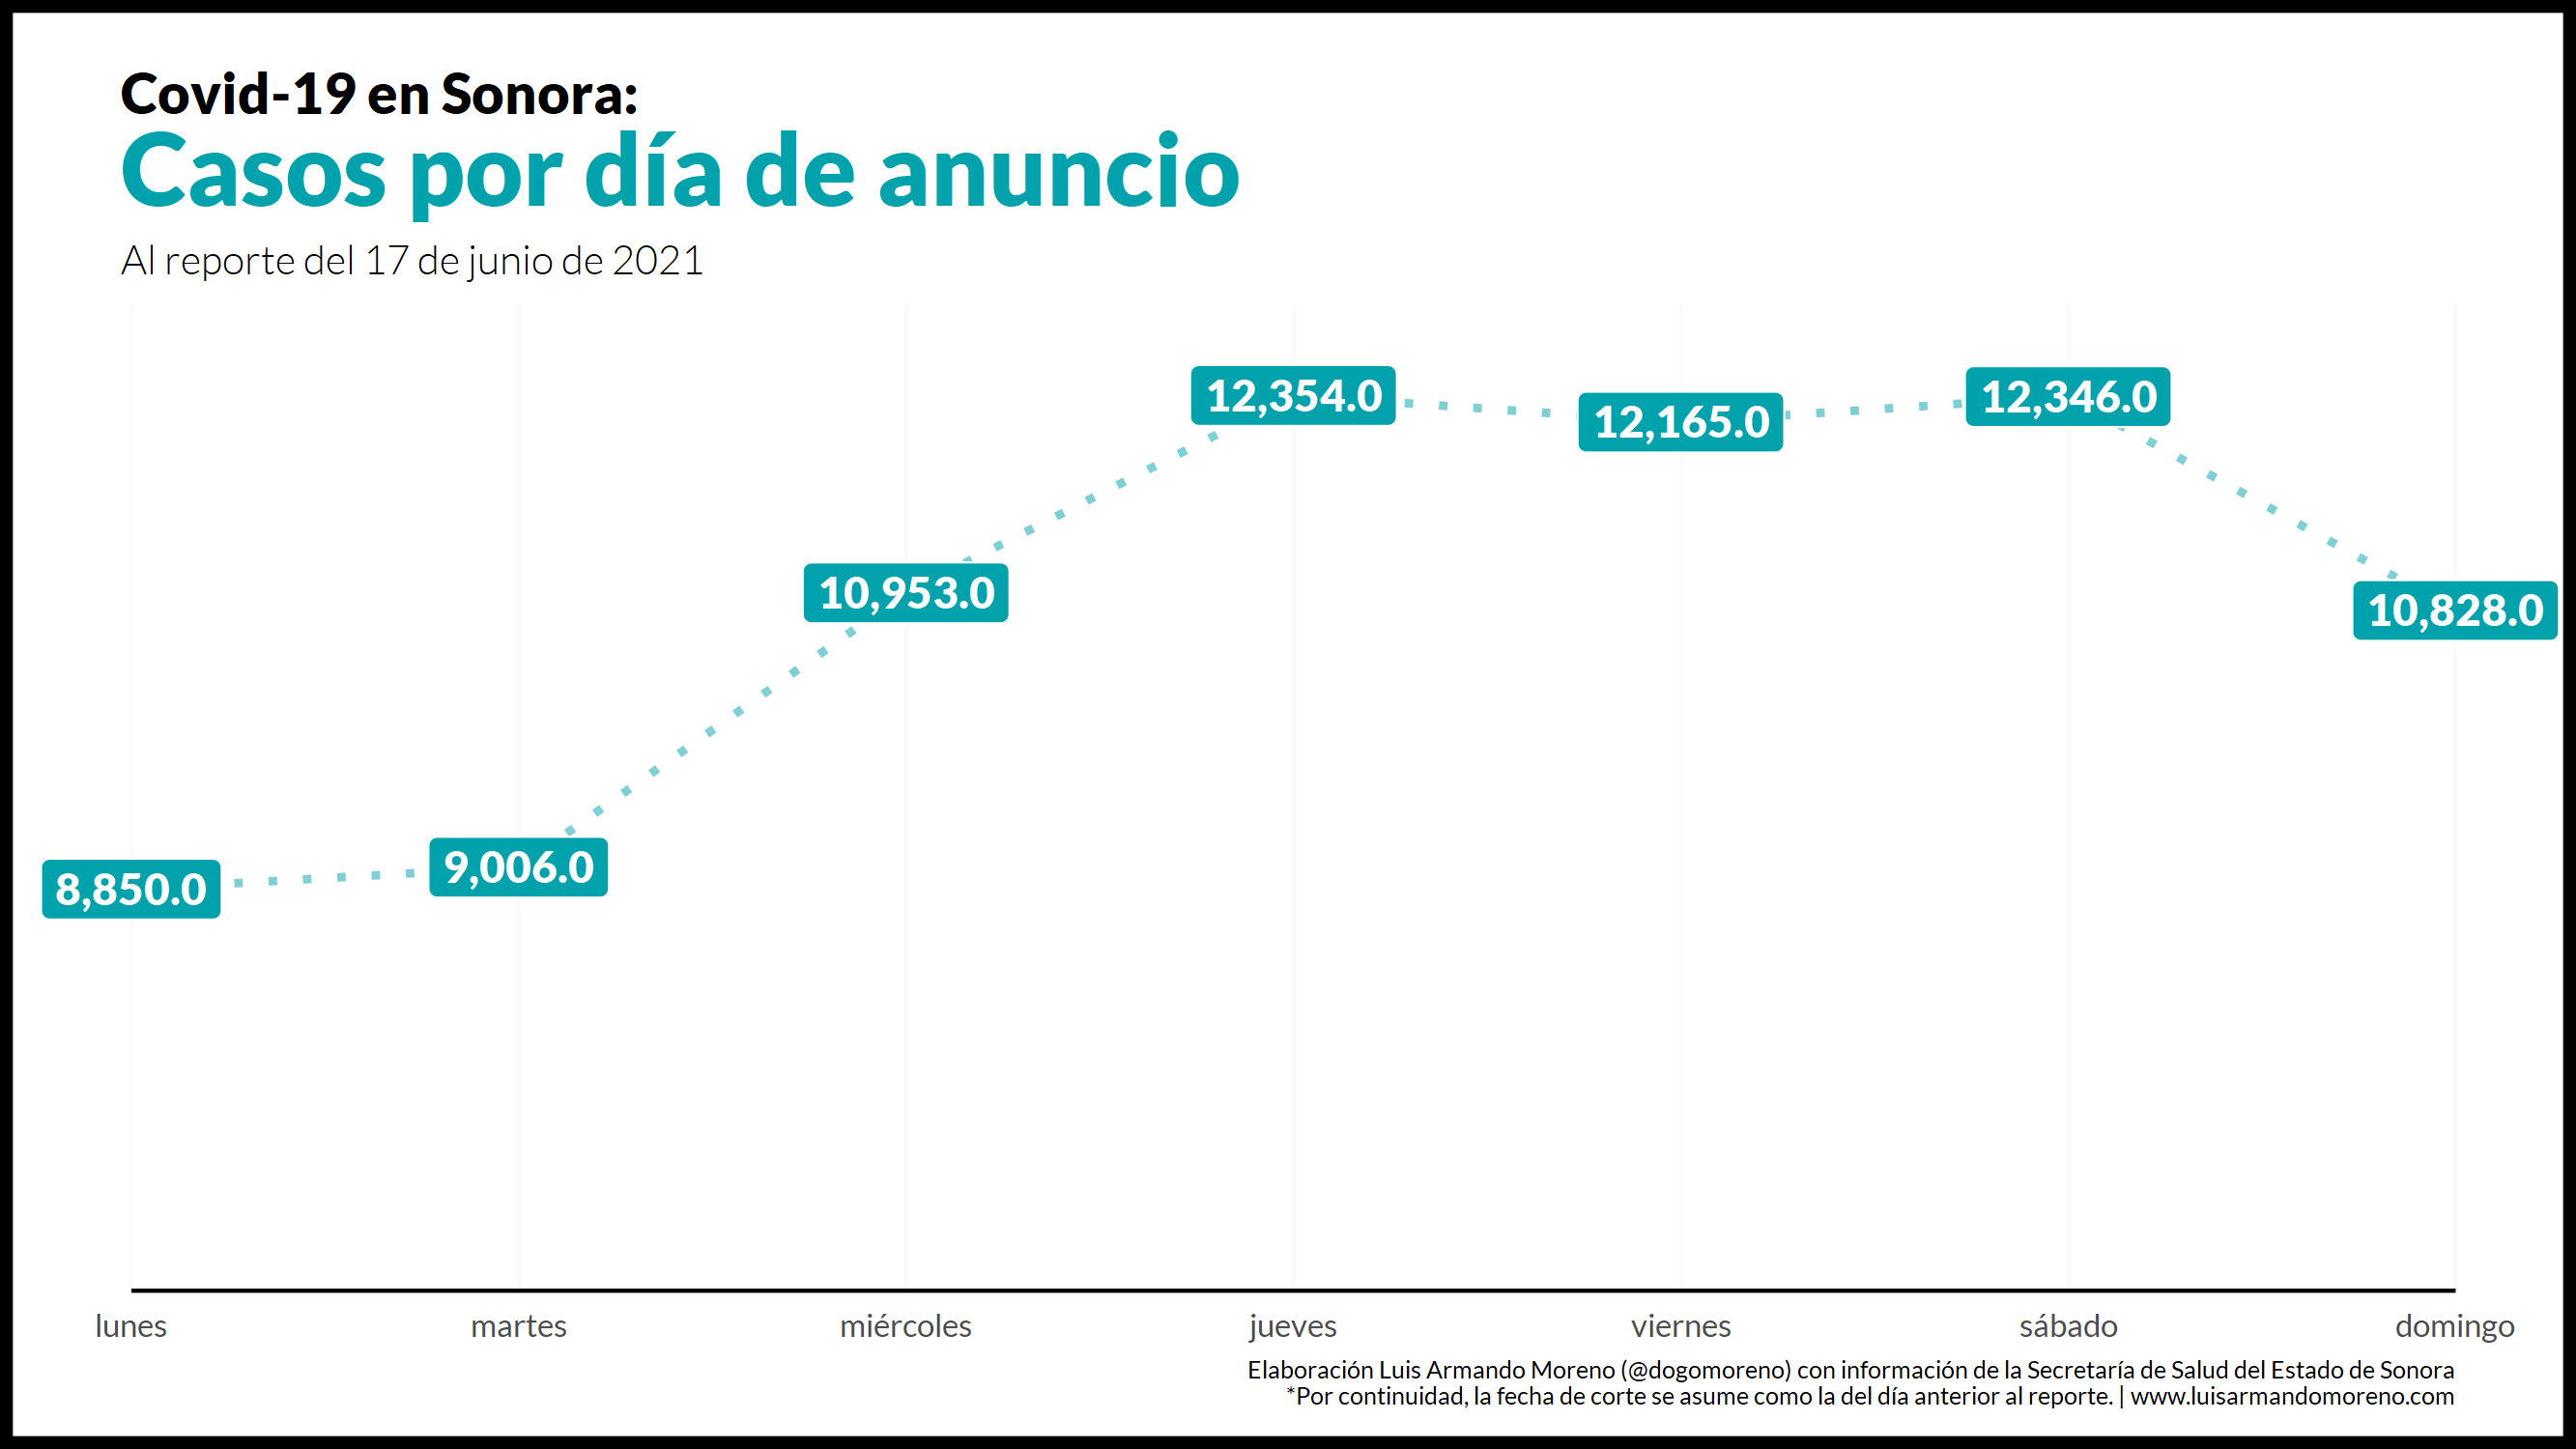 Covid-19 en Sonora:
Casos por día de anuncio
Al reporte del 17 de junio de 2021
12,354.0
12,165.0
12,346.0
10,953.0
10,828.0
8,850.0
9,006.0
lunes martes miércoles jueves viernes sábado domingo
Elaboración Luis Armando Moreno (@dogomoreno) con información de la Secretaría de Salud del Estado de Sonora
*Por continuidad, la fecha de corte se asume como la del día anterior al reporte. | www.luisarmandomoreno.com